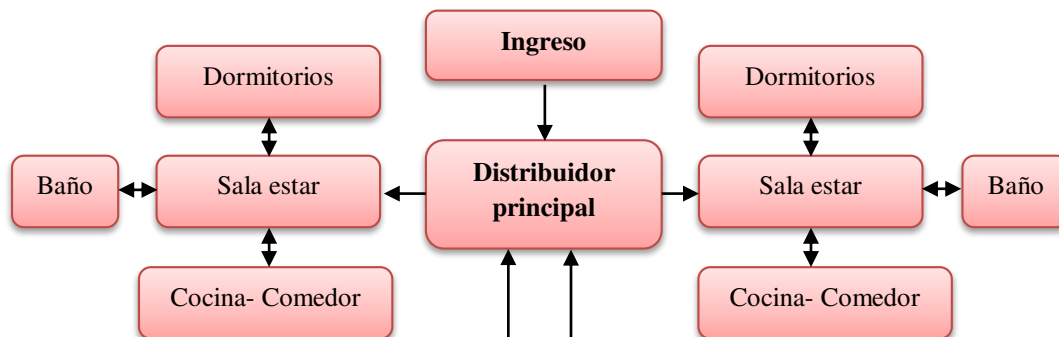 Ingreso
Dormitorios
Dormitorios
Baño
Sala estar
Distribuidor
principal
Sala estar
Baño
Cocina- Comedor
Cocina- Comedor